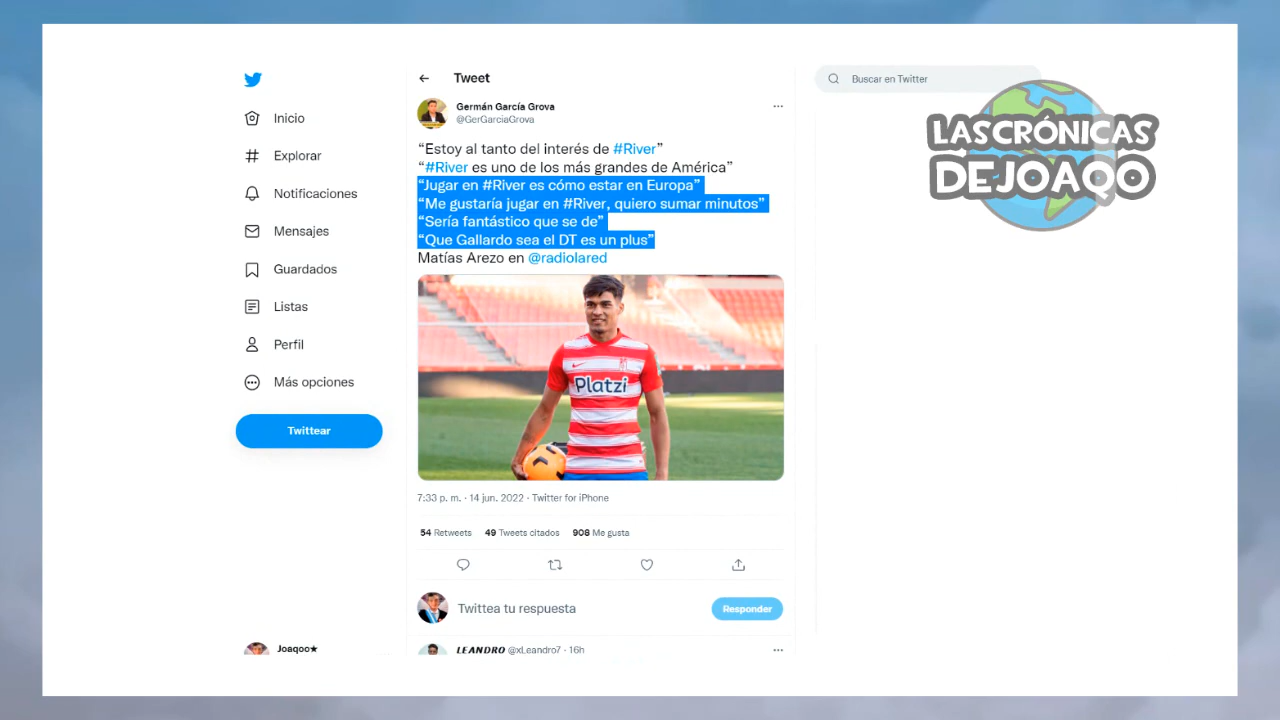 Tweet
Buscar en Twitter
LAS CRÓNICAS
DE JOAQO
Inicio
Explorar
Notificaciones
Mensajes
Guardados
Listas
Perfil
Más opciones
Twittear
Germán García Grova
@GerGarciaGrova
“Estoy al tanto del interés de #River”
“#River es uno de los más grandes de América”
“Jugar en #River es cómo estar en Europa”
“Me gustaría jugar en #River, quiero sumar minutos”
“Sería fantástico que se de”
“Que Gallardo sea el DT es un plus”
Matías Arezo en @radiolared
Platzi
7:33 p. m. · 14 jun. 2022 · Twitter for iPhone
54 Retweets 49 Tweets citados 908 Me gusta
Twittea tu respuesta
Responder
Joaqoo★
LEANDRO @xLeandro7 · 16h